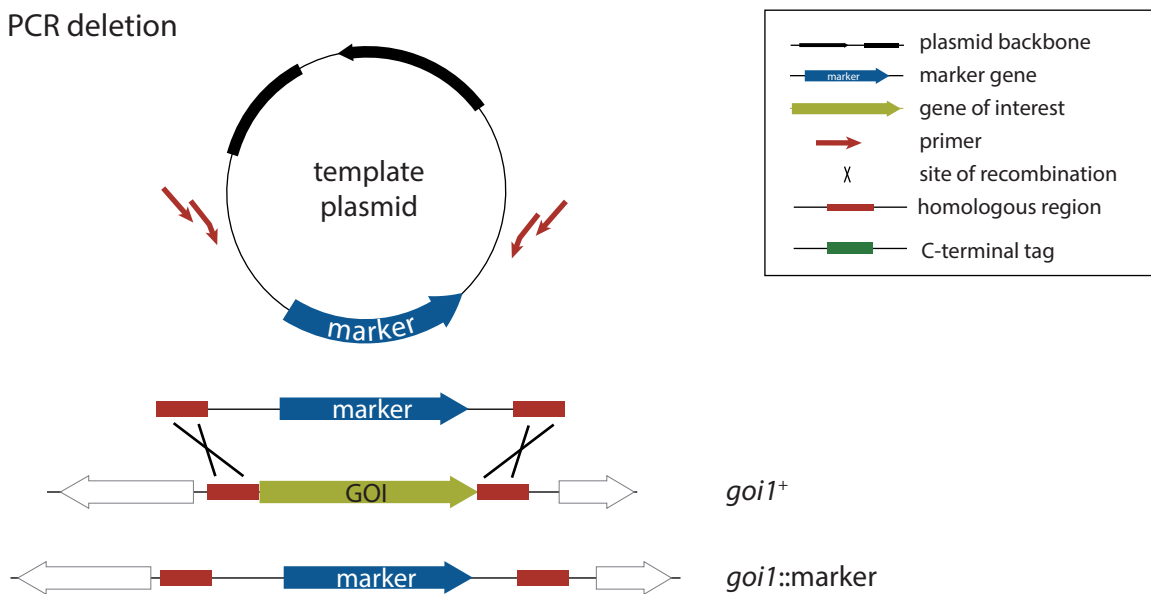 PCR deletion
template
plasmid
marker
plasmid backbone
marker
marker gene
gene of interest
primer
site of recombination
homologous region
C-terminal tag
marker
GOI
goi1⁺
marker
goi1::marker